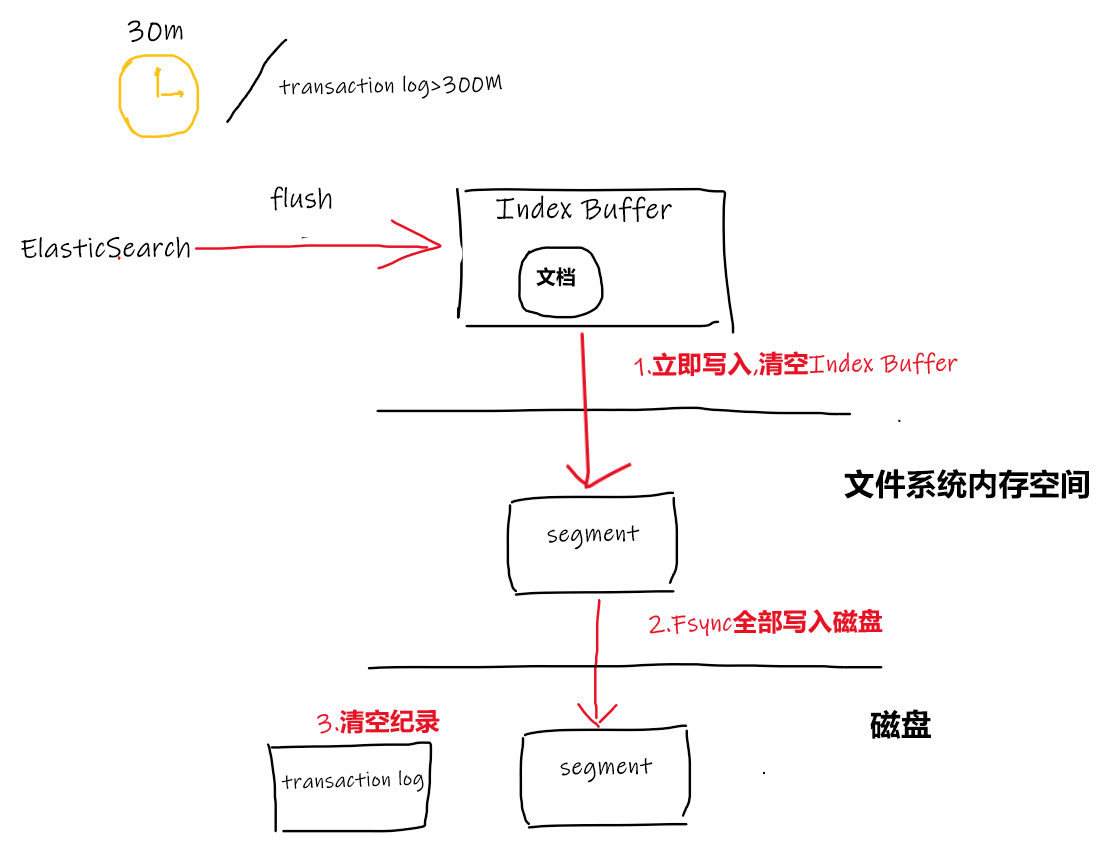 30m
transaction log>300M
flush
ElasticSearch
Index Buffer
文档
1.立即写入,清空Index Buffer
文件系统内存空间
segment
2.Fsync全部写入磁盘
3.清空纪录
磁盘
transaction log
segment